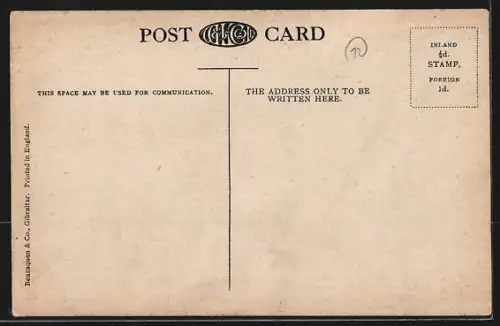 POST CARD
12
INLAND
½d.
STAMP,
FOREIGN
1d.
THIS SPACE MAY BE USED FOR COMMUNICATION.
THE ADDRESS ONLY TO BE
WRITTEN HERE.
Benzaquen & Co., Gibraltar. Printed in England.